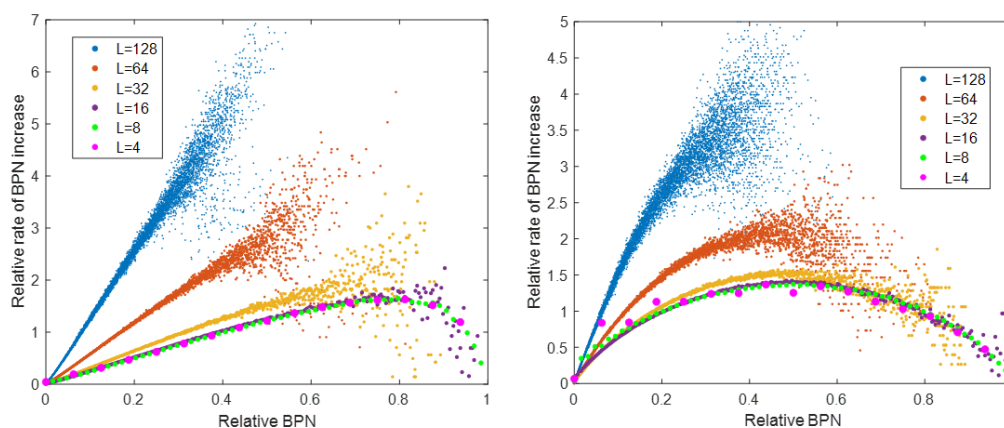 7
6
5
4
3
2
1
0
0
0.2
0.4
0.6
0.8
1
Relative rate of BPN increase
Relative BPN
L=128
L=64
L=32
L=16
L=8
L=4
5
4.5
4
3.5
3
2.5
2
1.5
1
0.5
0
0
0.2
0.4
0.6
0.8
Relative rate of BPN increase
Relative BPN
L=128
L=64
L=32
L=16
L=8
L=4